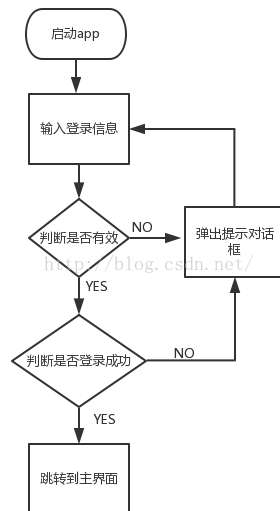 启动app
输入登录信息
判断是否有效
NO
弹出提示对话
框
http://blog.csdn.net/
YES
判断是否登录成功
NO
YES
跳转到主界面